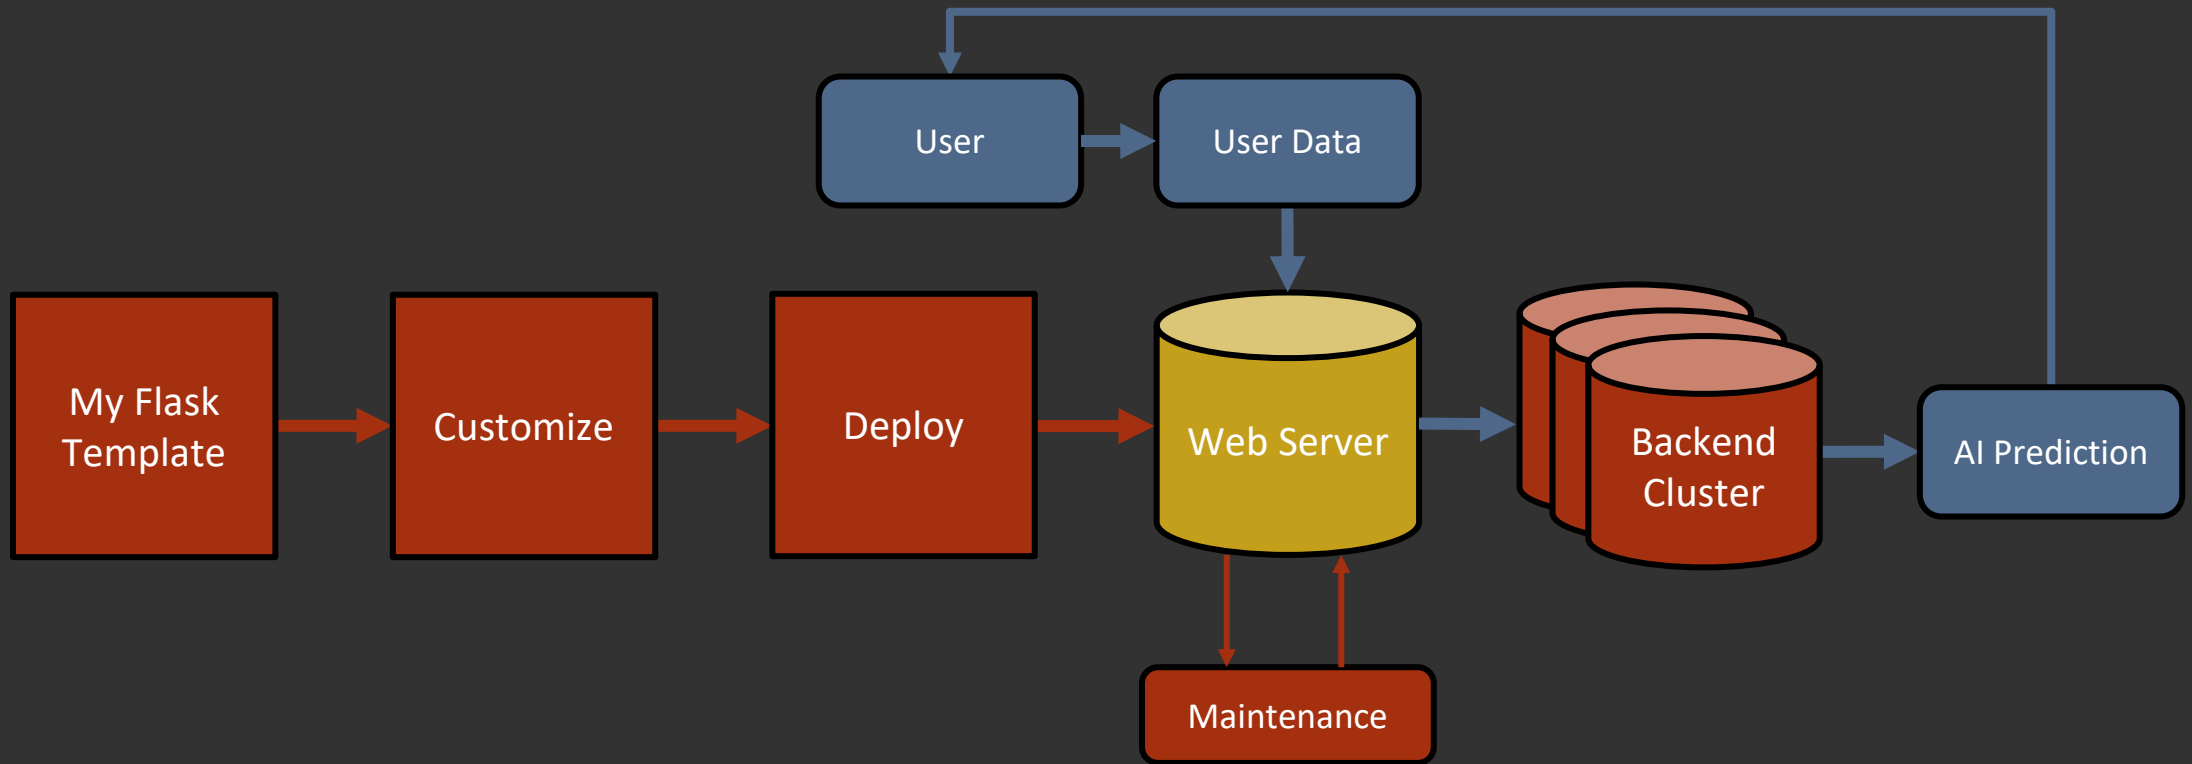 User
User Data
My Flask
Template
Customize
Deploy
Web Server
Backend
Cluster
AI Prediction
Maintenance